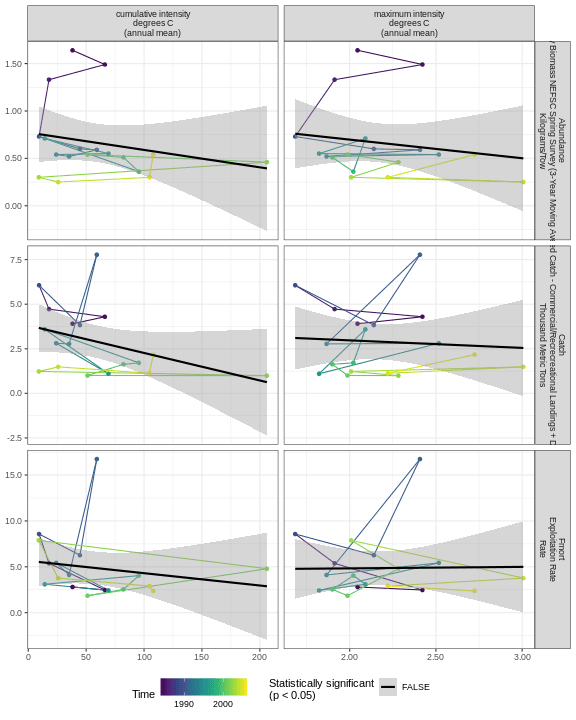 cumulative intensity
degrees C
(annual mean)
maximum intensity
degrees C
(annual mean)
1.50
1.00
0.50
0.00
Abundance
Biomass NEFSC Spring Survey (3-Year Moving
Kilograms/Tow
7.5
5.0
2.5
0.0
-2.5
Catch
Catch - Commercial/Recreational Landings +
Thousand Metric Tons
15.0
10.0
5.0
0.0
Fmort
Exploitation Rate
Rate
0
50
100
150
200
2.00
2.50
3.00
Time
1990
2000
Statistically significant
(p < 0.05)
FALSE